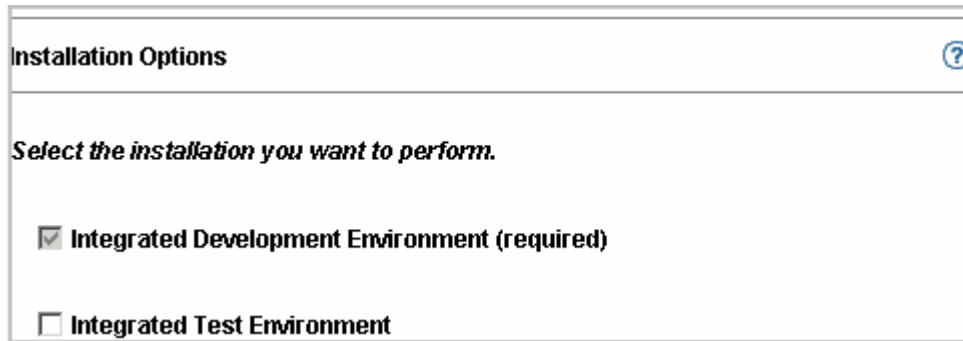 Installation Options ?
Select the installation you want to perform.
Integrated Development Environment (required)
Integrated Test Environment